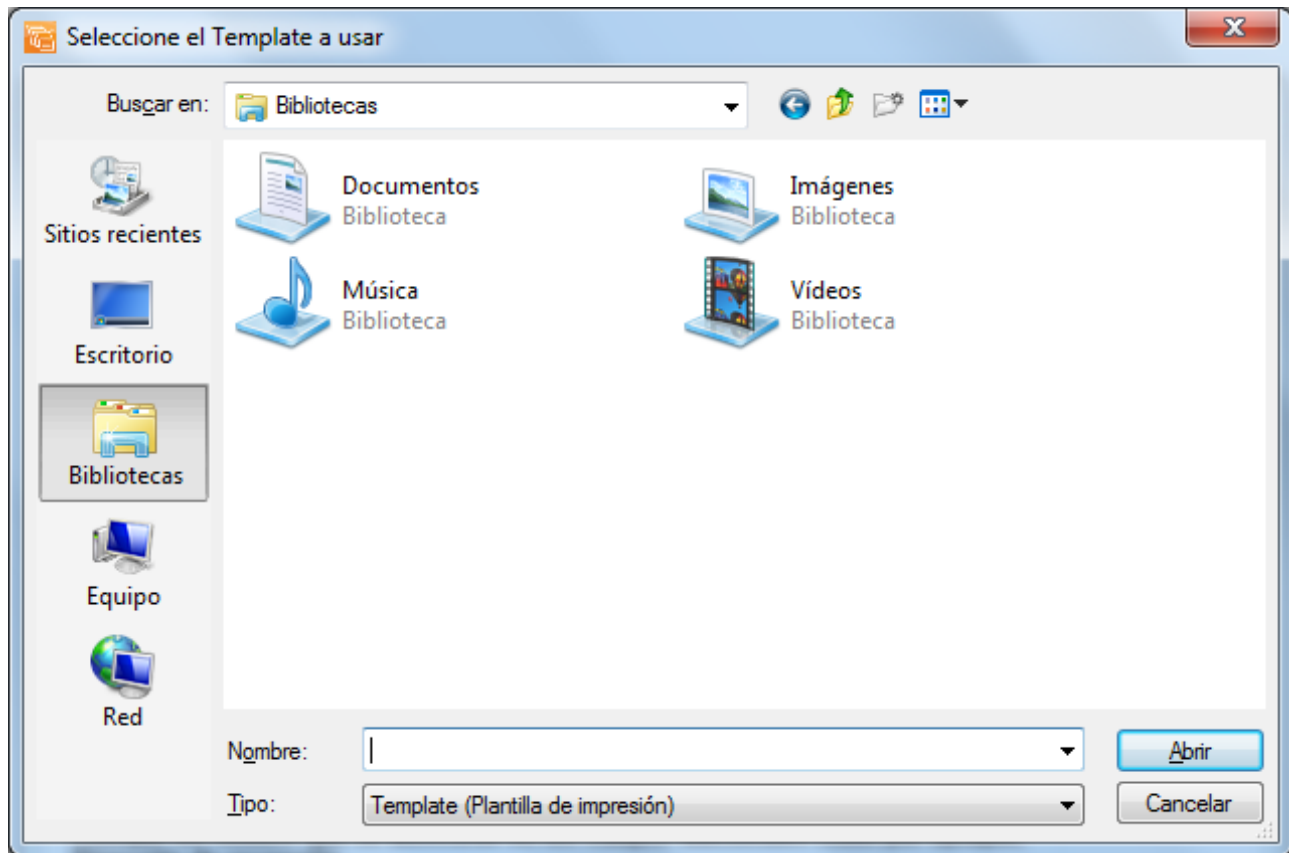 Seleccione el Template a usar
Buscar en:
Bibliotecas
Sitios recientes
Escritorio
Bibliotecas
Equipo
Red
Documentos
Biblioteca
Imágenes
Biblioteca
Música
Biblioteca
Vídeos
Biblioteca
Nombre:
Abrir
Tipo:
Template (Plantilla de impresión)
Cancelar